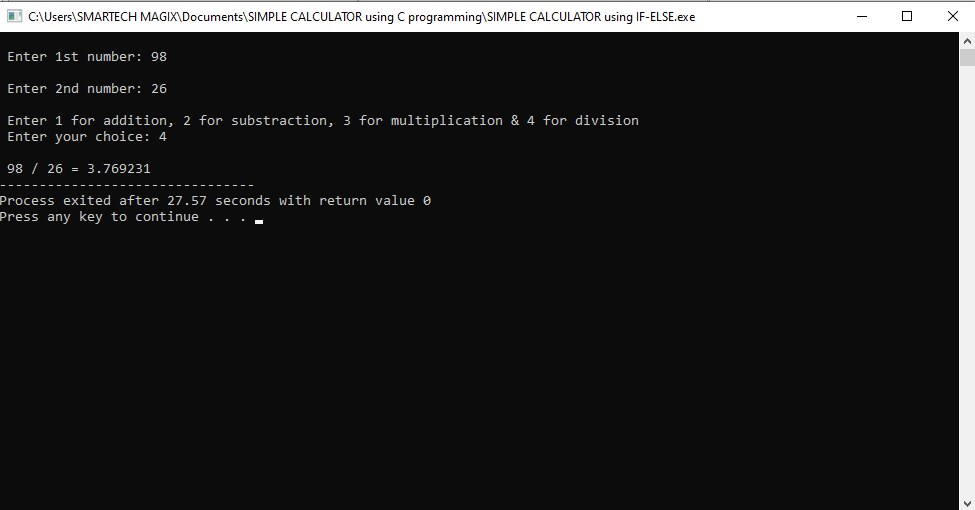 C:\Users\SMARTECH MAGIX\Documents\SIMPLE CALCULATOR using C programming\SIMPLE CALCULATOR using IF-ELSE.exe
Enter 1st number: 98
Enter 2nd number: 26
Enter 1 for addition, 2 for substraction, 3 for multiplication & 4 for division
Enter your choice: 4
98 / 26 = 3.769231
--------------------------------
Process exited after 27.57 seconds with return value 0
Press any key to continue . . .